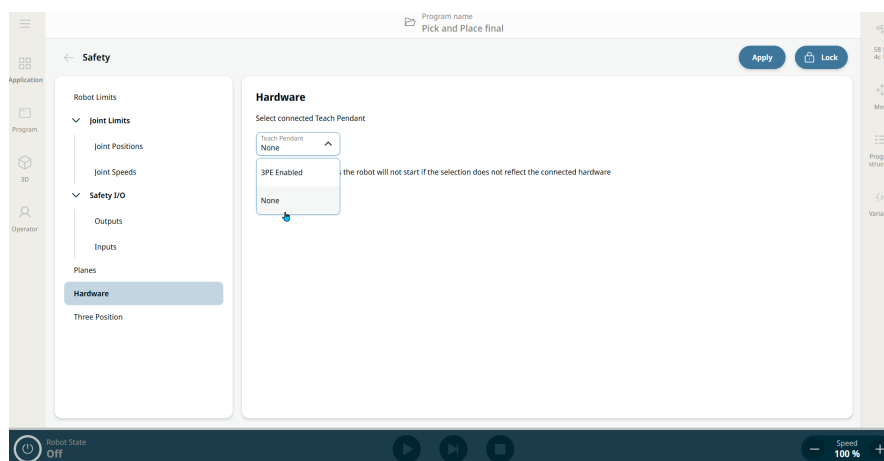 Program name
Pick and Place final
Safety
Apply
Lock
Application
Program
3D
Operator
Robot Limits
Joint Limits
Joint Positions
Joint Speeds
Safety I/O
Outputs
Inputs
Planes
Hardware
Three Position
Hardware
Select connected Teach Pendant
Teach Pendant
None
3PE Enabled
the robot will not start if the selection does not reflect the connected hardware
None
Robot State
Off
Speed
100 %